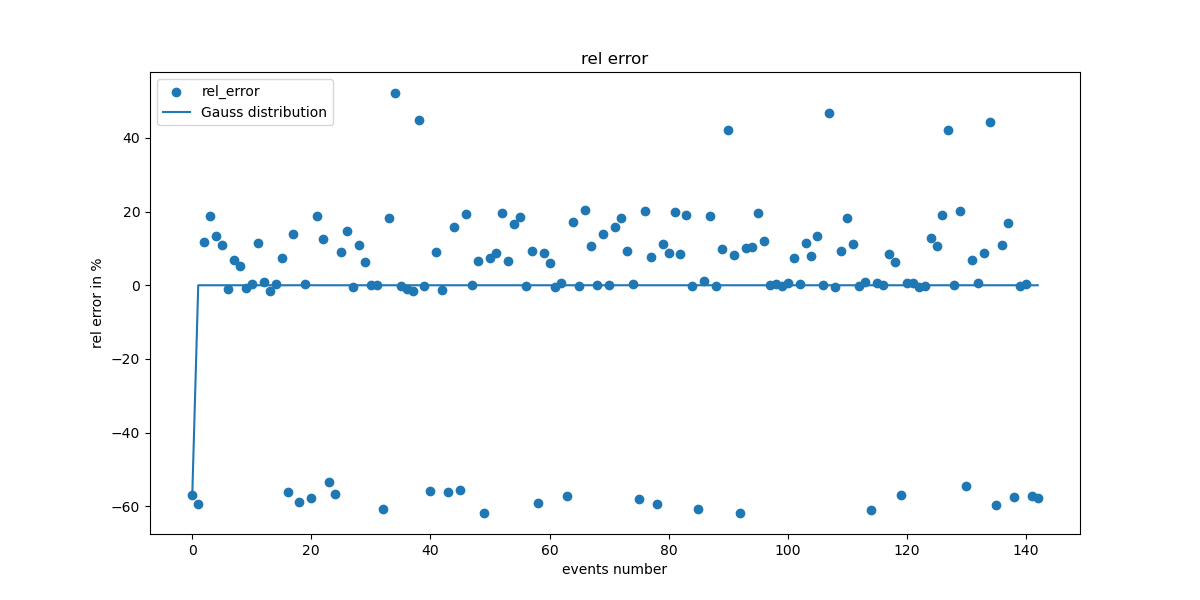 rel error
rel_error
Gauss distribution
rel error in %
40
20
0
−20
−40
−60
0 20 40 60 80 100 120 140
events number